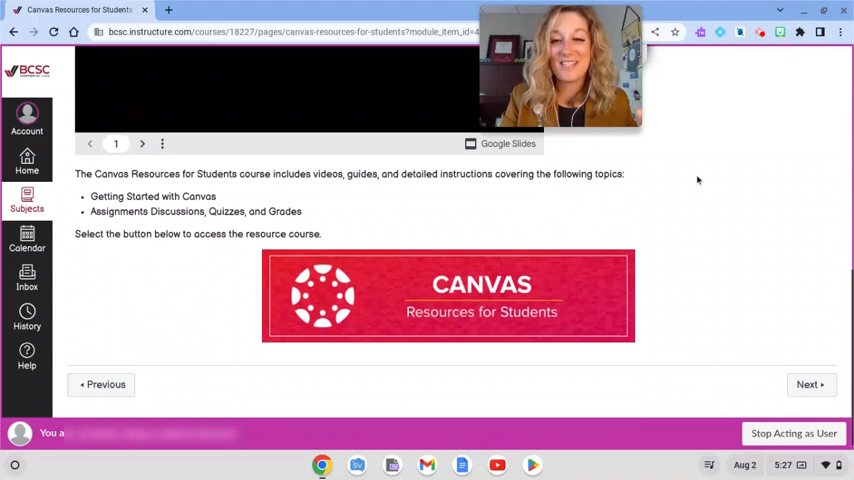 Canvas Resources for Students
bcsc.instructure.com/courses/18227/pages/canvas-resources-for-students?module_item_id=4
BCSC
Account
Home
Subjects
Calendar
Inbox
History
Help
1
Google Slides
The Canvas Resources for Students course includes videos, guides, and detailed instructions covering the following topics:
• Getting Started with Canvas
• Assignments Discussions, Quizzes, and Grades
Select the button below to access the resource course.
CANVAS
Resources for Students
◂ Previous
Next ▸
You a
Stop Acting as User
SV
Aug 2
5:27